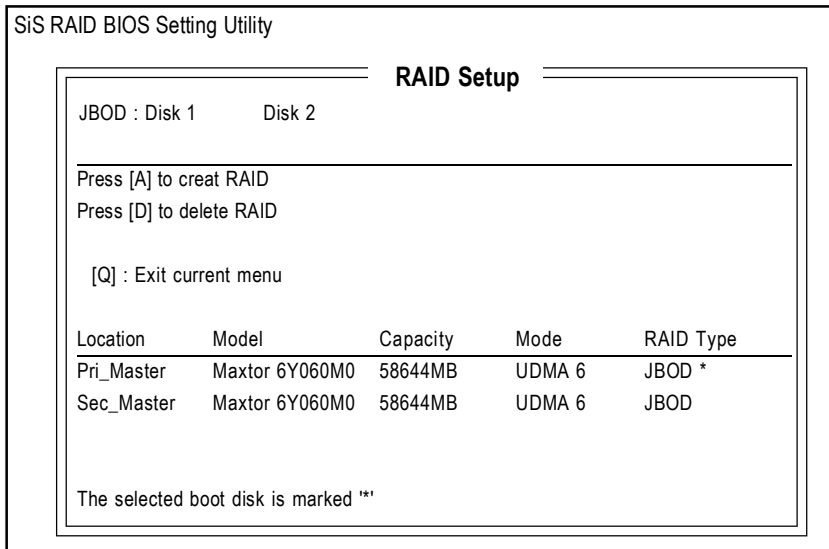 SiS RAID BIOS Setting Utility
RAID Setup
JBOD : Disk 1 Disk 2
Press [A] to creat RAID
Press [D] to delete RAID
[Q] : Exit current menu
Location Model Capacity Mode RAID Type
Pri_Master Maxtor 6Y060M0 58644MB UDMA 6 JBOD *
Sec_Master Maxtor 6Y060M0 58644MB UDMA 6 JBOD
The selected boot disk is marked '*'